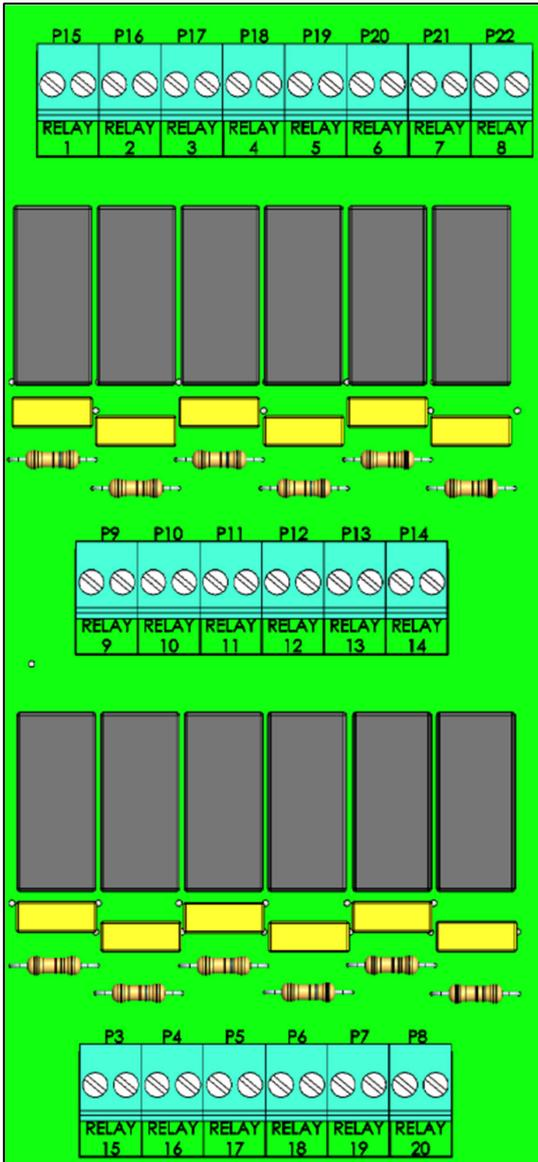 P15 P16 P17 P18 P19 P20 P21 P22
RELAY RELAY RELAY RELAY RELAY RELAY RELAY RELAY
1 2 3 4 5 6 7 8
P9 P10 P11 P12 P13 P14
RELAY RELAY RELAY RELAY RELAY RELAY
9 10 11 12 13 14
P3 P4 P5 P6 P7 P8
RELAY RELAY RELAY RELAY RELAY RELAY
15 16 17 18 19 20